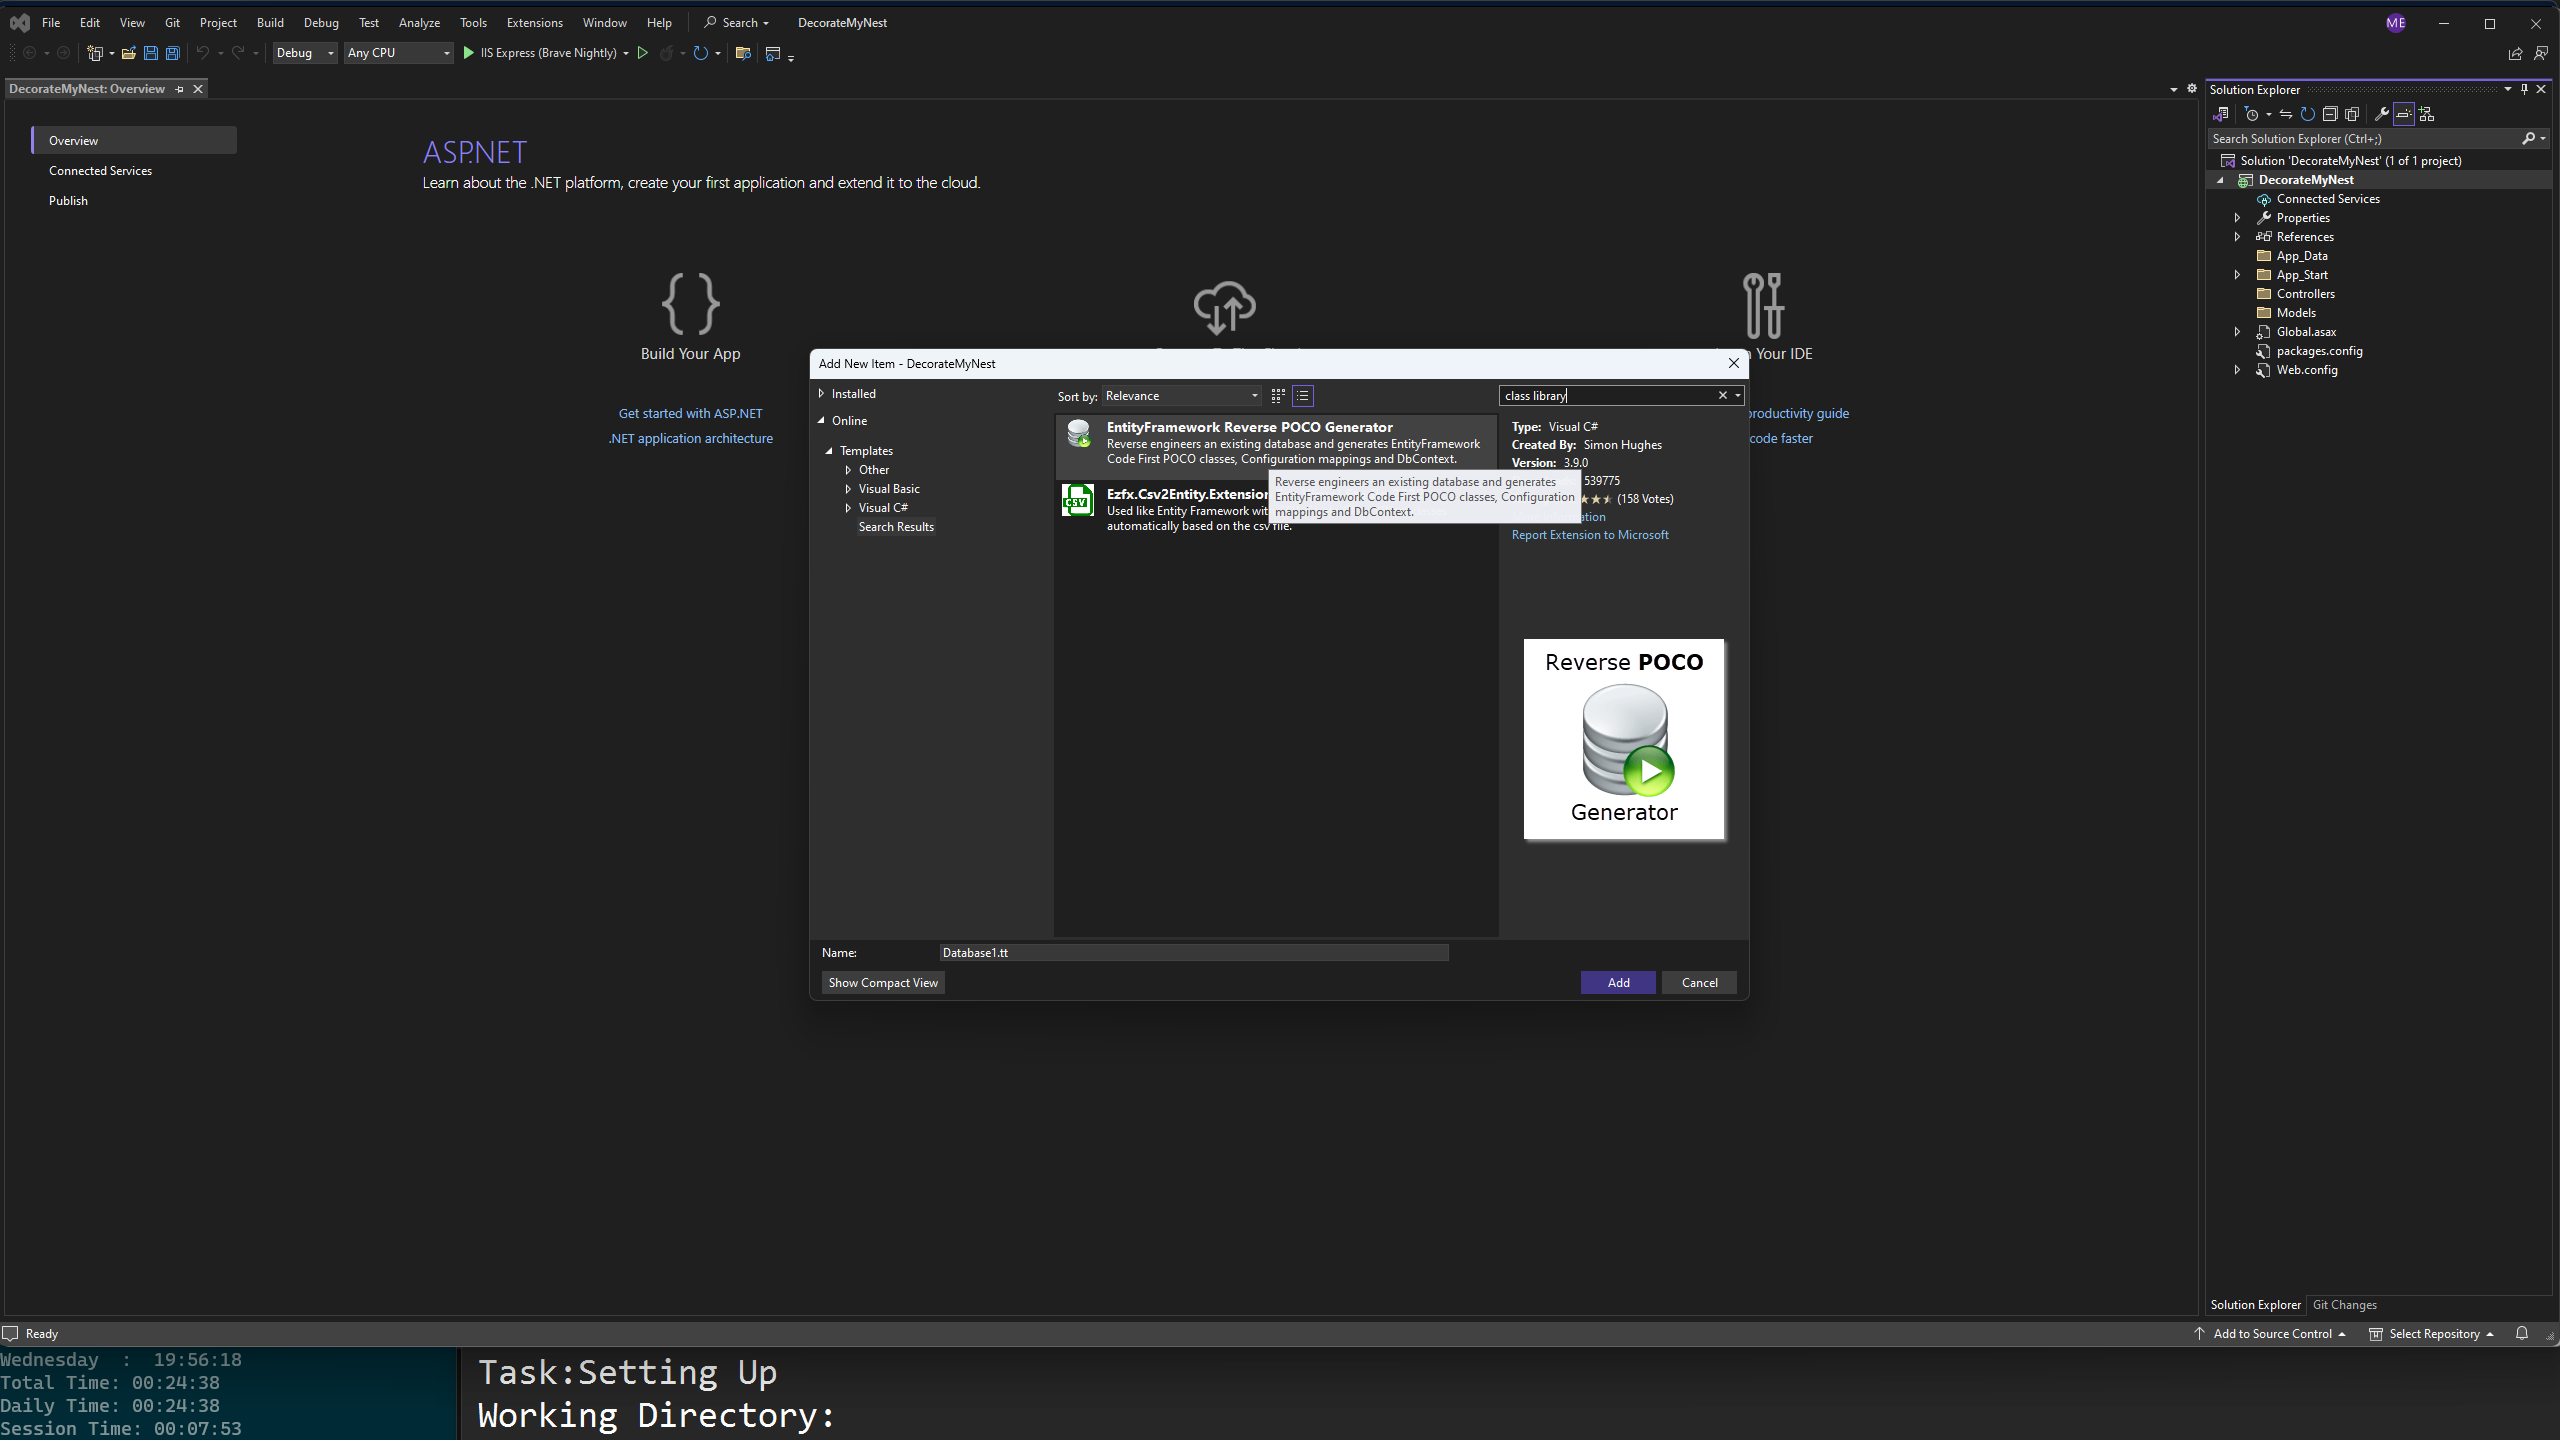 File Edit View Git Project Build Debug Test Analyze Tools Extensions Window Help Search DecorateMyNest ME
Debug Any CPU IIS Express (Brave Nightly)
DecorateMyNest: Overview
Overview
Connected Services
Publish
ASP.NET
Learn about the .NET platform, create your first application and extend it to the cloud.
Build Your App
Your IDE
Get started with ASP.NET
productivity guide
.NET application architecture
code faster
Add New Item - DecorateMyNest
Installed
Online
Templates
Other
Visual Basic
Visual C#
Search Results
Sort by: Relevance
class library
EntityFramework Reverse POCO Generator
Reverse engineers an existing database and generates EntityFramework
Code First POCO classes, Configuration mappings and DbContext.
CSV
Ezfx.Csv2Entity.Extension
Used like Entity Framework wit
automatically based on the csv file.
Reverse engineers an existing database and generates
EntityFramework Code First POCO classes, Configuration
mappings and DbContext.
Type: Visual C#
Created By: Simon Hughes
Version: 3.9.0
539775
(158 Votes)
Report Extension to Microsoft
Reverse POCO
Generator
Name: Database1.tt
Show Compact View
Add Cancel
Solution Explorer
Search Solution Explorer (Ctrl+;)
Solution 'DecorateMyNest' (1 of 1 project)
DecorateMyNest
Connected Services
Properties
References
App_Data
App_Start
Controllers
Models
Global.asax
packages.config
Web.config
Solution Explorer Git Changes
Ready
Add to Source Control Select Repository
Wednesday : 19:56:18
Total Time: 00:24:38
Daily Time: 00:24:38
Session Time: 00:07:53
Task:Setting Up
Working Directory: